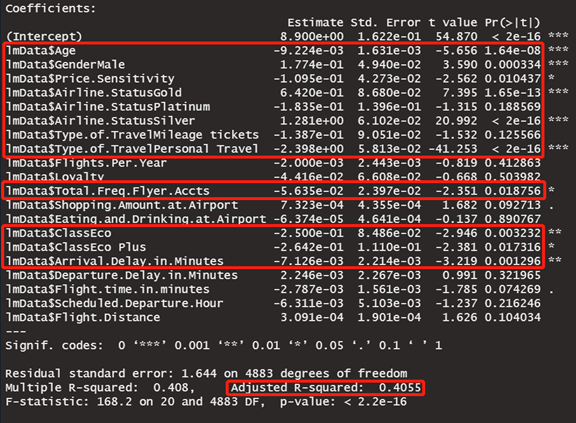 Coefficients:
Estimate Std. Error t value Pr(>|t|)
(Intercept) 8.900e+00 1.622e-01 54.870 < 2e-16 ***
lmData$Age -9.224e-03 1.631e-03 -5.656 1.64e-08 ***
lmData$GenderMale 1.774e-01 4.940e-02 3.590 0.000334 ***
lmData$Price.Sensitivity -1.095e-01 4.273e-02 -2.562 0.010437 *
lmData$Airline.StatusGold 6.420e-01 8.680e-02 7.395 1.65e-13 ***
lmData$Airline.StatusPlatinum -1.835e-01 1.396e-01 -1.315 0.188569
lmData$Airline.StatusSilver 1.281e+00 6.102e-02 20.992 < 2e-16 ***
lmData$Type.of.TravelMileage tickets -1.387e-01 9.051e-02 -1.532 0.125566
lmData$Type.of.TravelPersonal Travel -2.398e+00 5.813e-02 -41.253 < 2e-16 ***
lmData$Flights.Per.Year -2.000e-03 2.443e-03 -0.819 0.412863
lmData$Loyalty -4.416e-02 6.608e-02 -0.668 0.503982
lmData$Total.Freq.Flyer.Accts -5.635e-02 2.397e-02 -2.351 0.018756 *
lmData$Shopping.Amount.at.Airport 7.323e-04 4.355e-04 1.682 0.092713 .
lmData$Eating.and.Drinking.at.Airport -6.374e-05 4.641e-04 -0.137 0.890767
lmData$ClassEco -2.500e-01 8.486e-02 -2.946 0.003232 **
lmData$ClassEco Plus -2.642e-01 1.110e-01 -2.381 0.017316 *
lmData$Arrival.Delay.in.Minutes -7.126e-03 2.214e-03 -3.219 0.001296 **
lmData$Departure.Delay.in.Minutes 2.246e-03 2.267e-03 0.991 0.321965
lmData$Flight.time.in.minutes -2.787e-03 1.561e-03 -1.785 0.074269 .
lmData$Scheduled.Departure.Hour -6.311e-03 5.103e-03 -1.237 0.216246
lmData$Flight.Distance 3.091e-04 1.901e-04 1.626 0.104034
---
Signif. codes: 0 ‘***’ 0.001 ‘**’ 0.01 ‘*’ 0.05 ‘.’ 0.1 ‘ ’ 1
Residual standard error: 1.644 on 4883 degrees of freedom
Multiple R-squared: 0.408, Adjusted R-squared: 0.4055
F-statistic: 168.2 on 20 and 4883 DF, p-value: < 2.2e-16